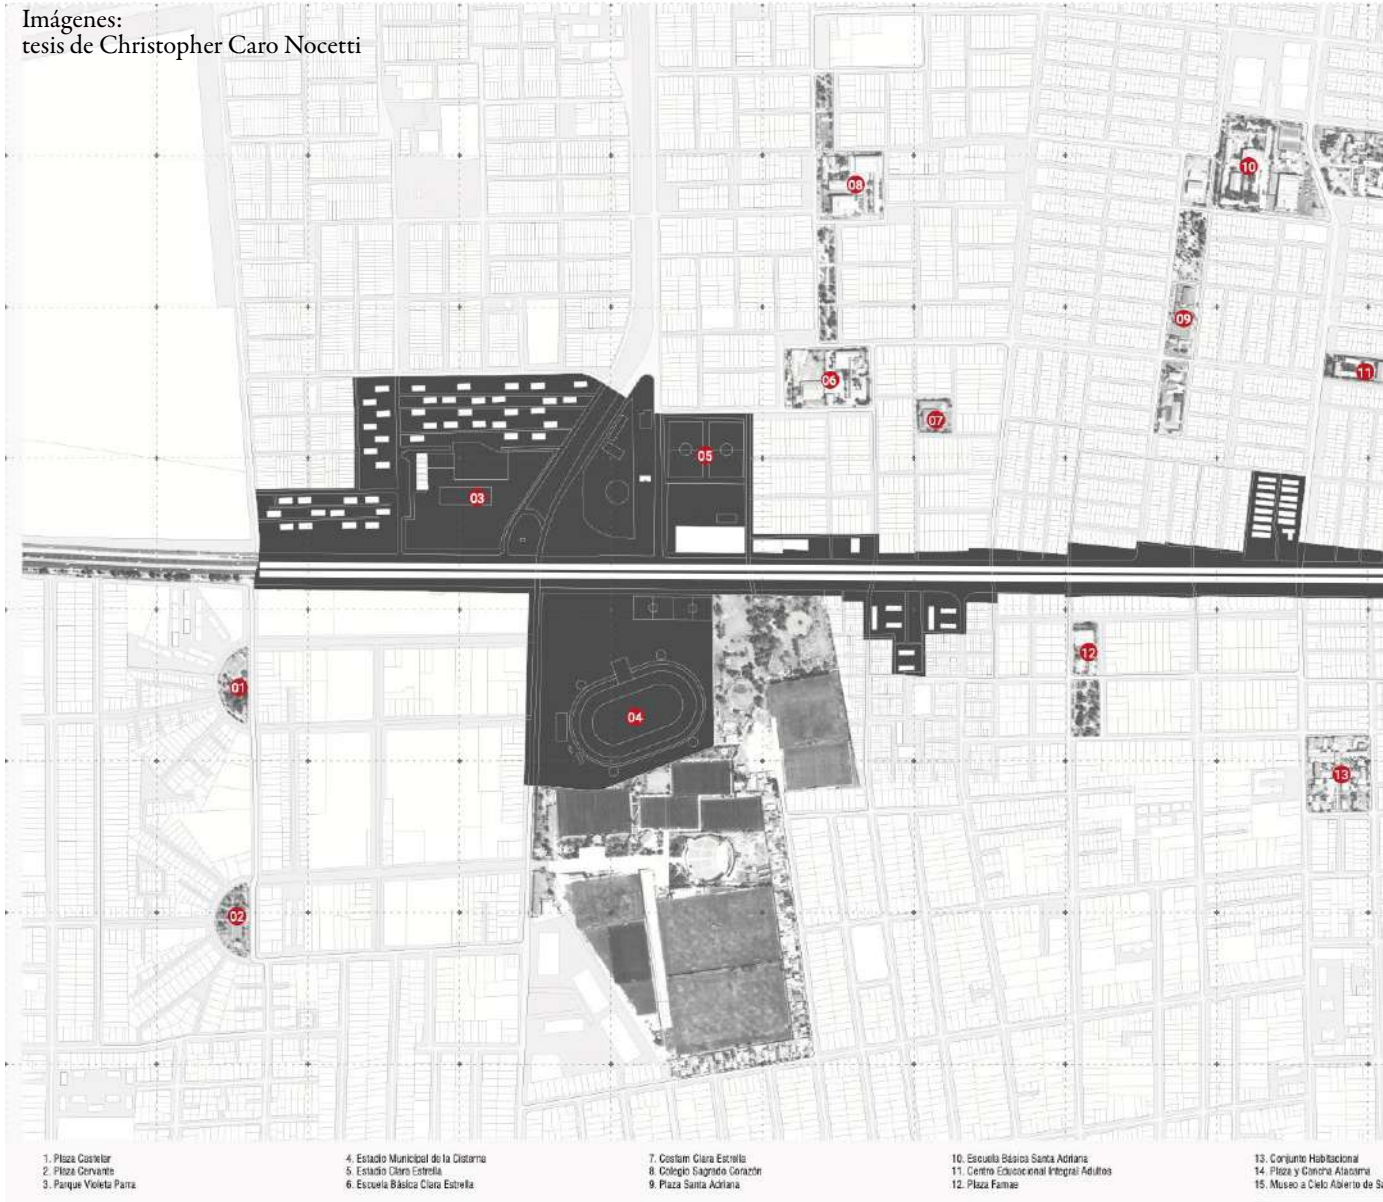 Imágenes:
tesis de Christopher Caro Nocetti
08
10
09
06
11
07
05
03
12
01
04
13
02
1. Plaza Castelar
2. Plaza Cervante
3. Parque Violeta Parra
4. Estadio Municipal de la Cisterna
5. Estadio Clara Estrella
6. Escuela Básica Clara Estrella
7. Cesfam Clara Estrella
8. Colegio Sagrado Corazón
9. Plaza Santa Adriana
10. Escuela Básica Santa Adriana
11. Centro Educacional Integral Adultos
12. Plaza Famae
13. Conjunto Habitacional
14. Plaza y Cancha Atacama
15. Museo a Cielo Abierto de Sa